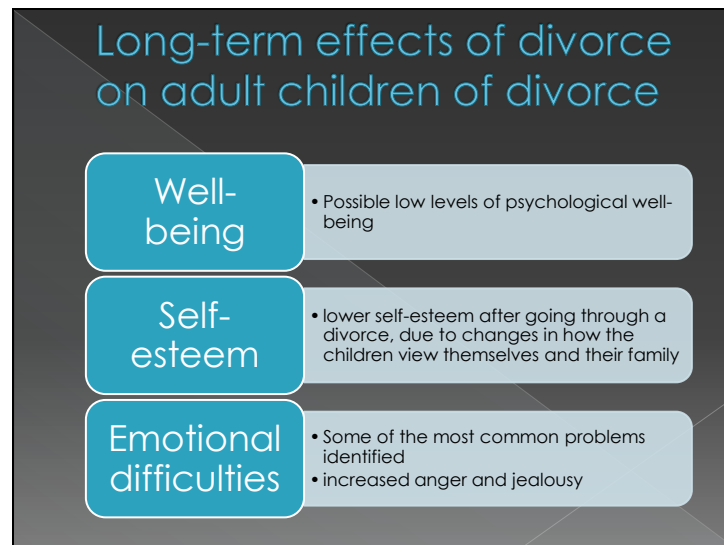 Long-term effects of divorce
on adult children of divorce
Well-
being
• Possible low levels of psychological well-
being
Self-
esteem
• lower self-esteem after going through a
divorce, due to changes in how the
children view themselves and their family
Emotional
difficulties
• Some of the most common problems
identified
• increased anger and jealousy